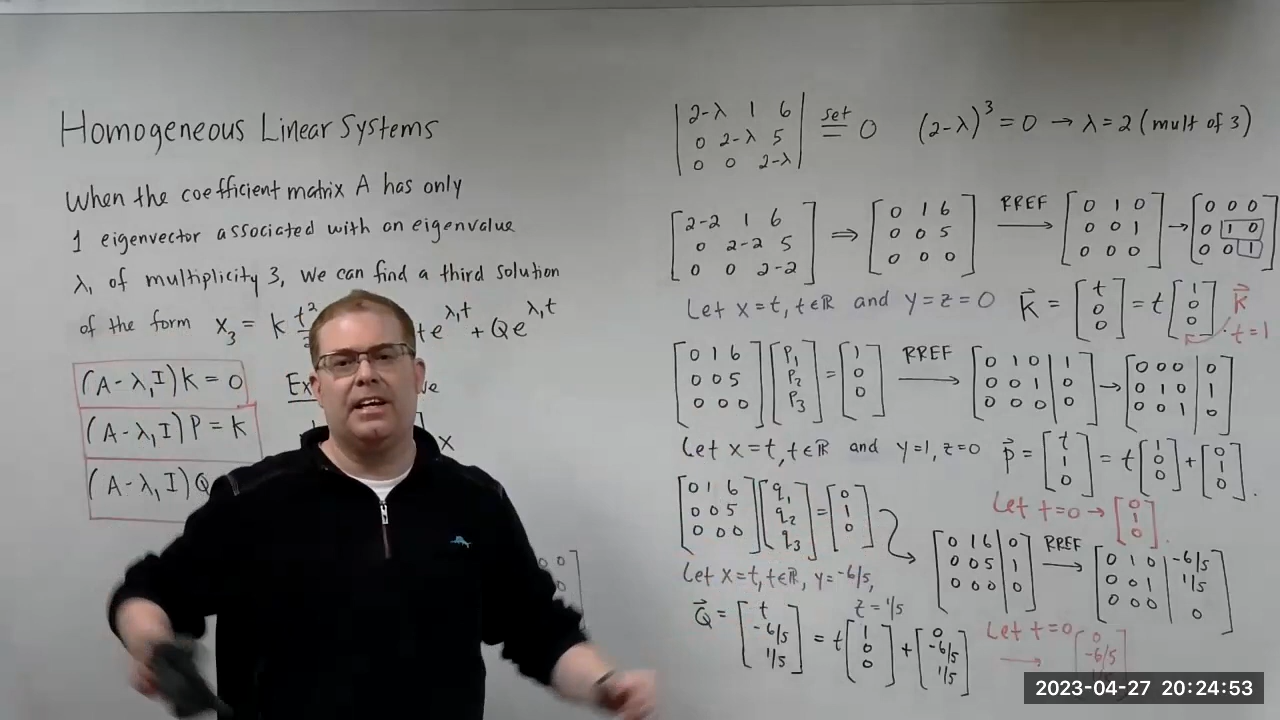 Homogeneous Linear Systems
When the coefficient matrix A has only
1 eigenvector associated with an eigenvalue
λ₁ of multiplicity 3, we can find a third solution
of the form x₃ = k t² te^λ₁t + Qe^λ₁t
(A-λ₁I)K = 0
(A-λ₁I)P = K
(A-λ₁I)Q
x
0 0
|2-λ 1 6|
|0 2-λ 5| set = 0 (2-λ)³ = 0 → λ = 2 (mult of 3)
|0 0 2-λ|
[2-2 1 6] [0 1 6] RREF [0 1 0] [0 0 0]
[0 2-2 5] ⇒ [0 0 5] → [0 0 1] → [0 1 0]
[0 0 2-2] [0 0 0] [0 0 0] [0 0 1]
Let x=t, t∈ℝ and y=z=0 K⃗ = [t 0 0] = t[1 0 0] K⃗
t=1
[0 1 6] [p₁] [1] RREF [0 1 0 | 1] [0 0 0 | 0]
[0 0 5] [p₂] = [0] → [0 0 1 | 0] → [0 1 0 | 1]
[0 0 0] [p₃] [0] [0 0 0 | 0] [0 0 1 | 0]
Let x=t, t∈ℝ and y=1, z=0 p⃗ = [t 1 0] = t[1 0 0] + [0 1 0].
Let t=0 → [0 1 0].
[0 1 6] [q₁] [0]
[0 0 5] [q₂] = [1]
[0 0 0] [q₃] [0]
[0 1 6 | 0] RREF [0 1 0 | -6/5]
[0 0 5 | 1] → [0 0 1 | 1/5]
[0 0 0 | 0] [0 0 0 | 0]
Let x=t, t∈ℝ, y=-6/5,
z=1/5
Q⃗ = [t -6/5 1/5] = t[1 0 0] + [0 -6/5 1/5]
Let t=0 → [0 -6/5
2023-04-27 20:24:53